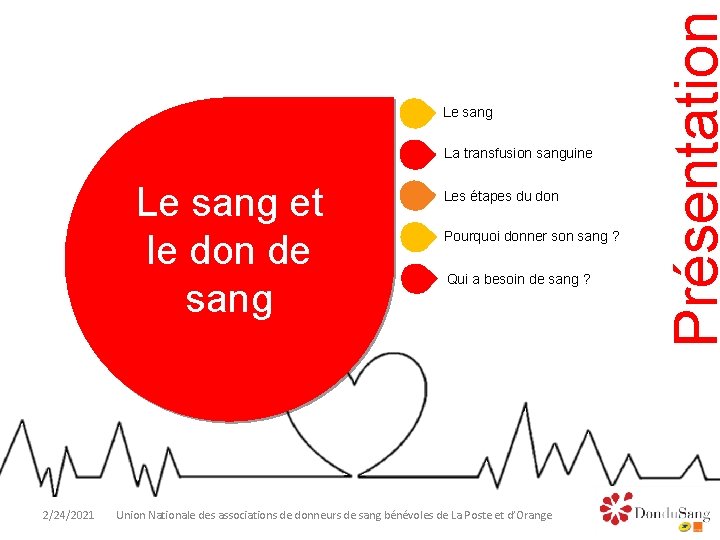 Présentation
Le sang et
le don de
sang
Le sang
La transfusion sanguine
Les étapes du don
Pourquoi donner son sang ?
Qui a besoin de sang ?
2/24/2021
Union Nationale des associations de donneurs de sang bénévoles de La Poste et d’Orange
DonduSang